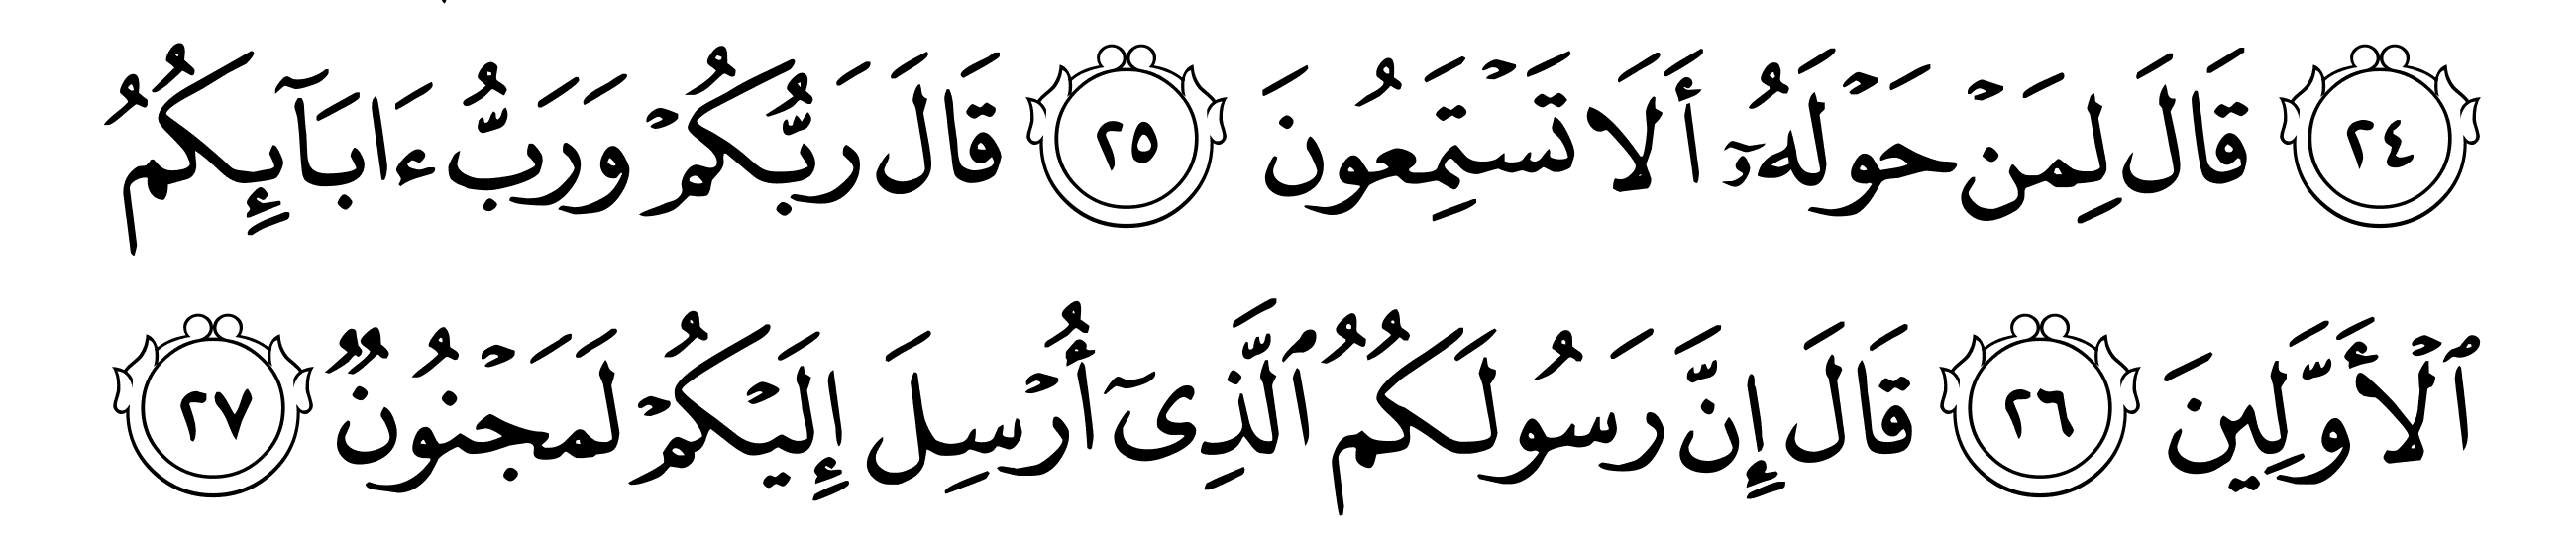 ٢٤ قَالَ لِمَنْ حَوْلَهُۥٓ أَلَا تَسْتَمِعُونَ ٢٥ قَالَ رَبُّكُمْ وَرَبُّ ءَابَآئِكُمُ
ٱلْأَوَّلِينَ ٢٦ قَالَ إِنَّ رَسُولَكُمُ ٱلَّذِىٓ أُرْسِلَ إِلَيْكُمْ لَمَجْنُونٌ ٢٧